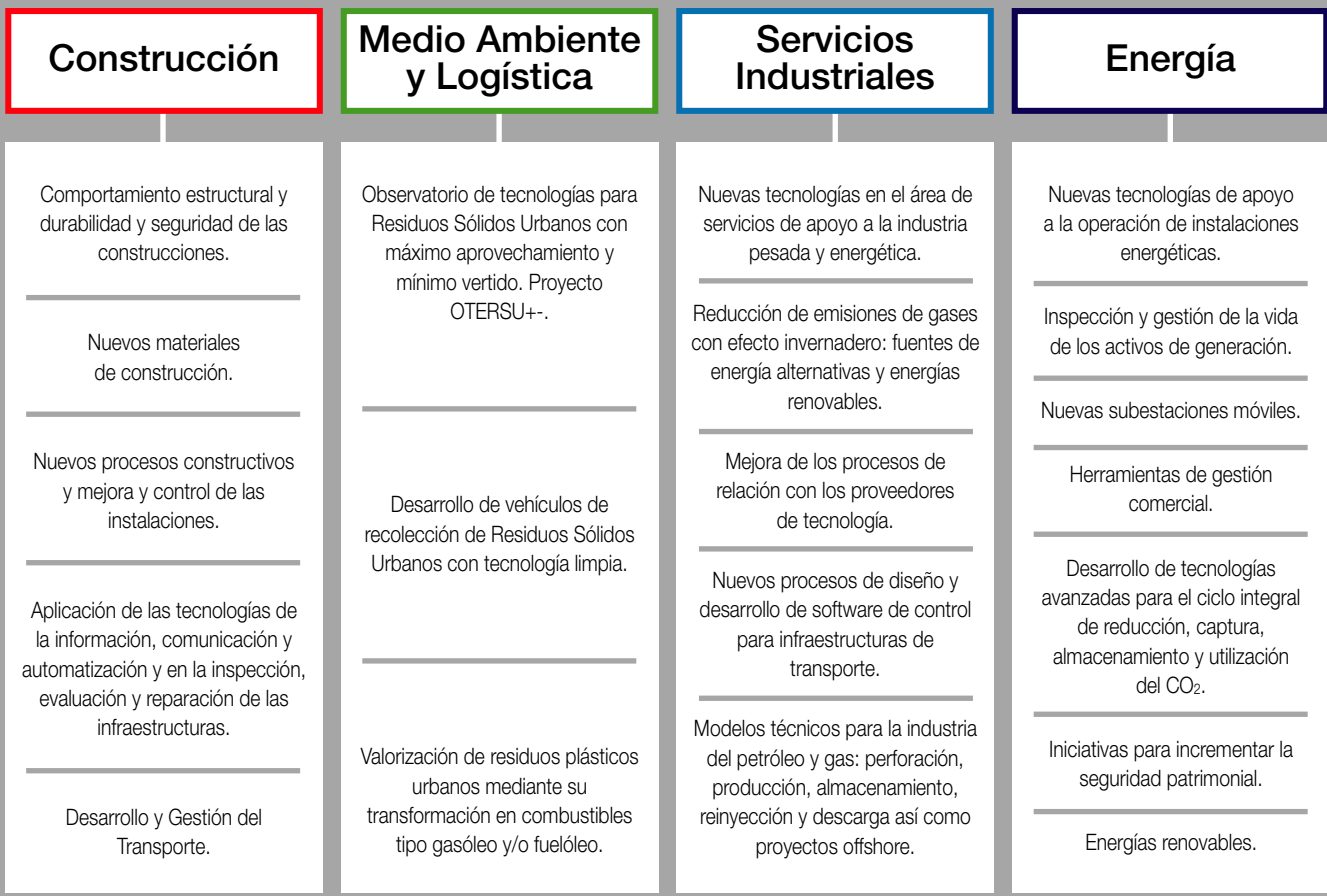 Construcción
Comportamiento estructural y
durabilidad y seguridad de las
construcciones.
Nuevos materiales
de construcción.
Nuevos procesos constructivos
y mejora y control de las
instalaciones.
Aplicación de las tecnologías de
la información, comunicación y
automatización y en la inspección,
evaluación y reparación de las
infraestructuras.
Desarrollo y Gestión del
Transporte.
Medio Ambiente
y Logística
Observatorio de tecnologías para
Residuos Sólidos Urbanos con
máximo aprovechamiento y
mínimo vertido. Proyecto
OTERSU+-.
Desarrollo de vehículos de
recolección de Residuos Sólidos
Urbanos con tecnología limpia.
Valorización de residuos plásticos
urbanos mediante su
transformación en combustibles
tipo gasóleo y/o fuelóleo.
Servicios
Industriales
Nuevas tecnologías en el área de
servicios de apoyo a la industria
pesada y energética.
Reducción de emisiones de gases
con efecto invernadero: fuentes de
energía alternativas y energías
renovables.
Mejora de los procesos de
relación con los proveedores
de tecnología.
Nuevos procesos de diseño y
desarrollo de software de control
para infraestructuras de
transporte.
Modelos técnicos para la industria
del petróleo y gas: perforación,
producción, almacenamiento,
reinyección y descarga así como
proyectos offshore.
Energía
Nuevas tecnologías de apoyo
a la operación de instalaciones
energéticas.
Inspección y gestión de la vida
de los activos de generación.
Nuevas subestaciones móviles.
Herramientas de gestión
comercial.
Desarrollo de tecnologías
avanzadas para el ciclo integral
de reducción, captura,
almacenamiento y utilización
del CO₂.
Iniciativas para incrementar la
seguridad patrimonial.
Energías renovables.